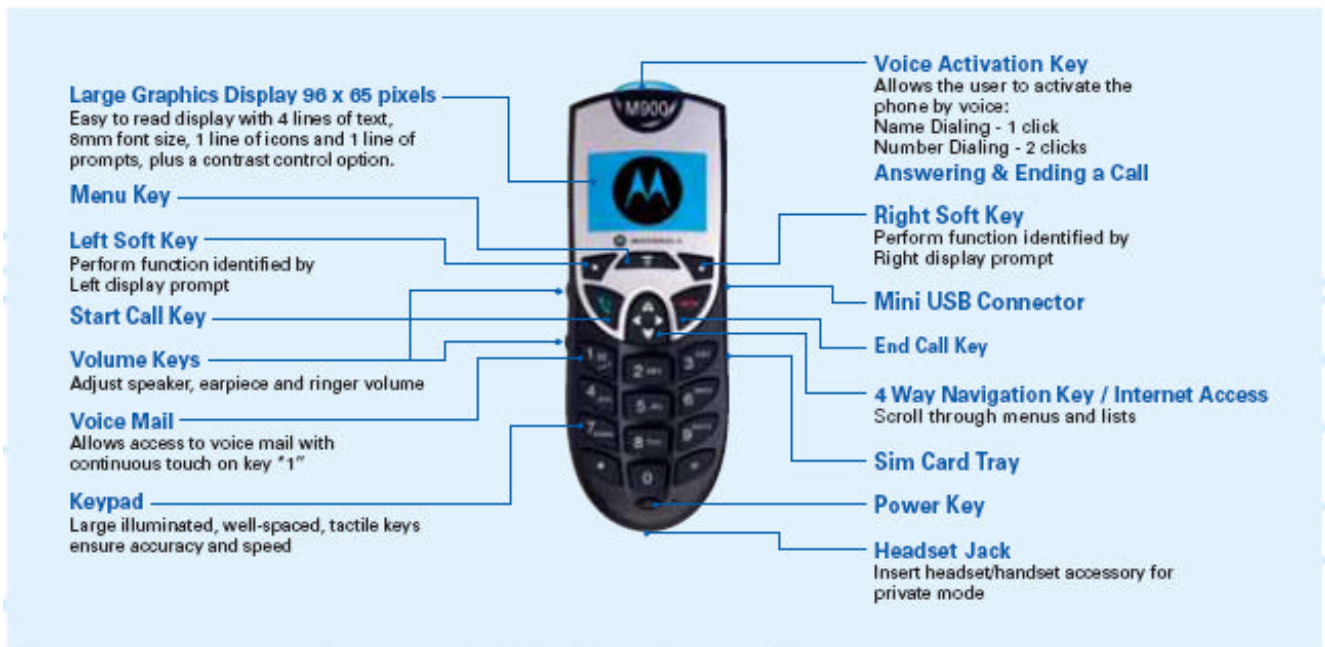 Large Graphics Display 96 x 65 pixels
Easy to read display with 4 lines of text,
8mm font size, 1 line of icons and 1 line of
prompts, plus a contrast control option.
Menu Key
Left Soft Key
Perform function identified by
Left display prompt
Start Call Key
Volume Keys
Adjust speaker, earpiece and ringer volume
Voice Mail
Allows access to voice mail with
continuous touch on key "1"
Keypad
Large illuminated, well-spaced, tactile keys
ensure accuracy and speed
M900
MOTOROLA
1
2 3
4 5 6
7 8 9
0
Voice Activation Key
Allows the user to activate the
phone by voice:
Name Dialing - 1 click
Number Dialing - 2 clicks
Answering & Ending a Call
Right Soft Key
Perform function identified by
Right display prompt
Mini USB Connector
End Call Key
4 Way Navigation Key / Internet Access
Scroll through menus and lists
Sim Card Tray
Power Key
Headset Jack
Insert headset/handset accessory for
private mode